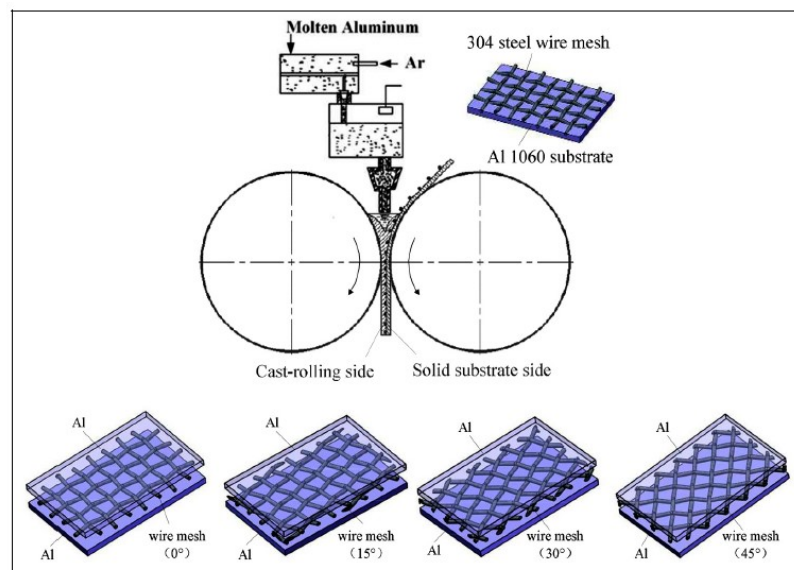 Molten Aluminum
Ar
304 steel wire mesh
Al 1060 substrate
Cast-rolling side
Solid substrate side
Al
Al
wire mesh
（0°）
Al
Al
wire mesh
（15°）
Al
Al
wire mesh
（30°）
Al
Al
wire mesh
（45°）